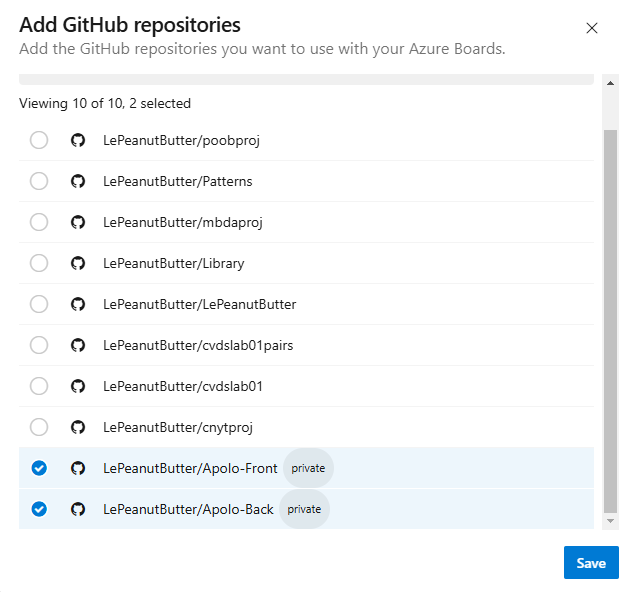 Add GitHub repositories
Add the GitHub repositories you want to use with your Azure Boards.
Viewing 10 of 10, 2 selected
LePeanutButter/poobproj
LePeanutButter/Patterns
LePeanutButter/mbdaproj
LePeanutButter/Library
LePeanutButter/LePeanutButter
LePeanutButter/cvdslab01pairs
LePeanutButter/cvdslab01
LePeanutButter/cnytproj
LePeanutButter/Apolo-Front private
LePeanutButter/Apolo-Back private
Save